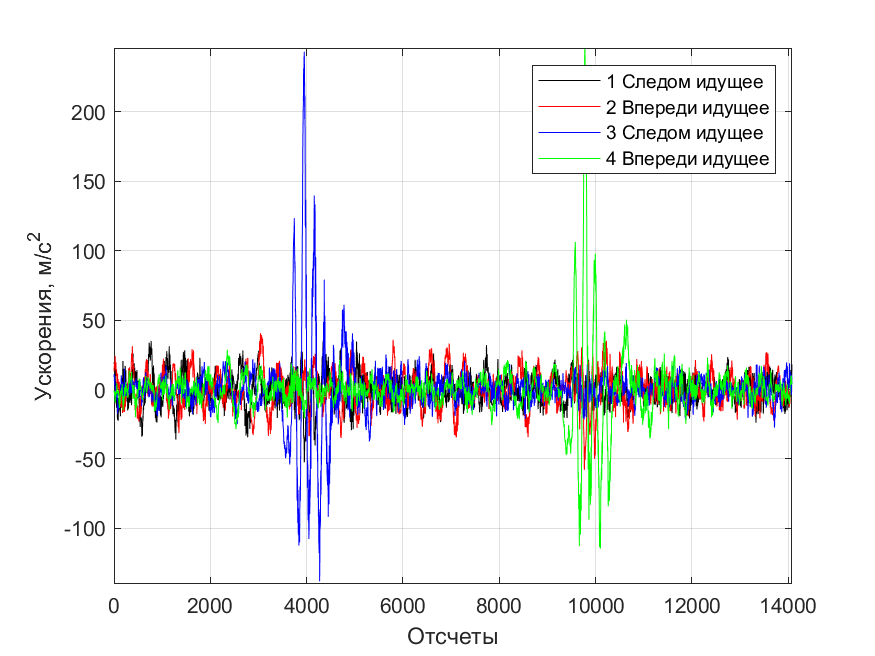 200
150
100
50
0
-50
-100
Ускорения, м/с²
1 Следом идущее
2 Впереди идущее
3 Следом идущее
4 Впереди идущее
0 2000 4000 6000 8000 10000 12000 14000
Отсчеты